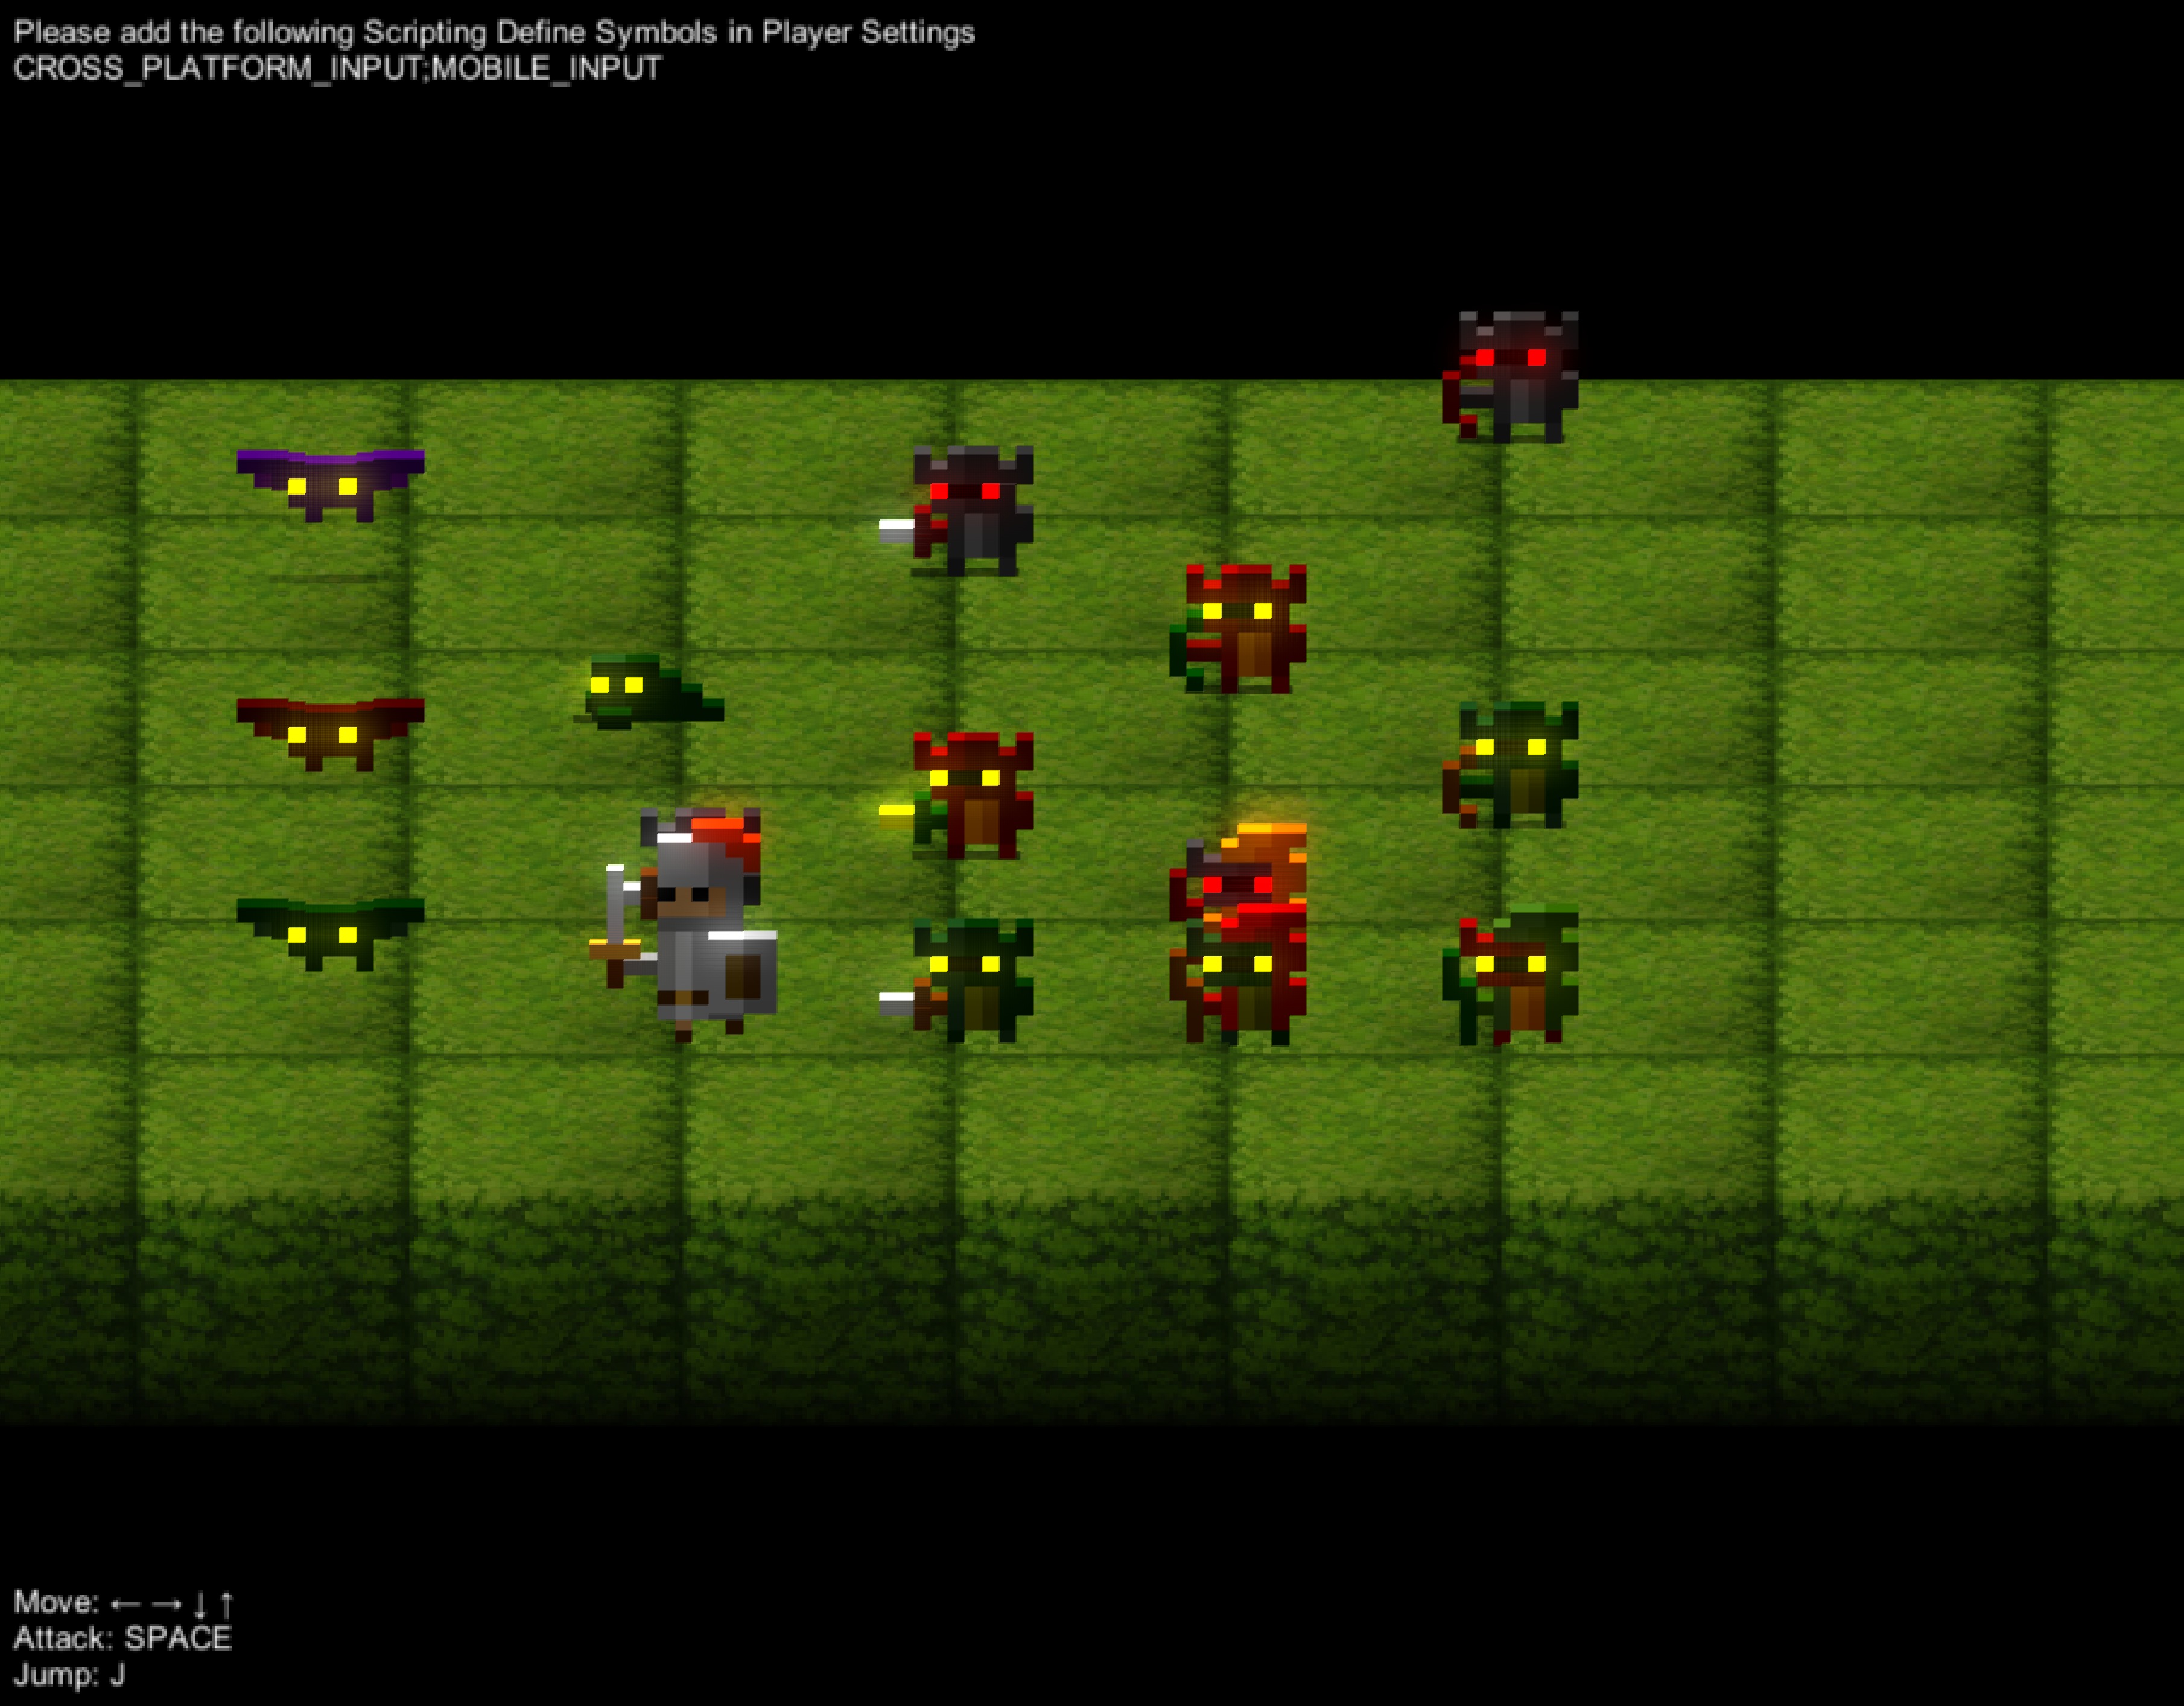 Please add the following Scripting Define Symbols in Player Settings
CROSS_PLATFORM_INPUT;MOBILE_INPUT
Move: ←→↓↑
Attack: SPACE
Jump: J